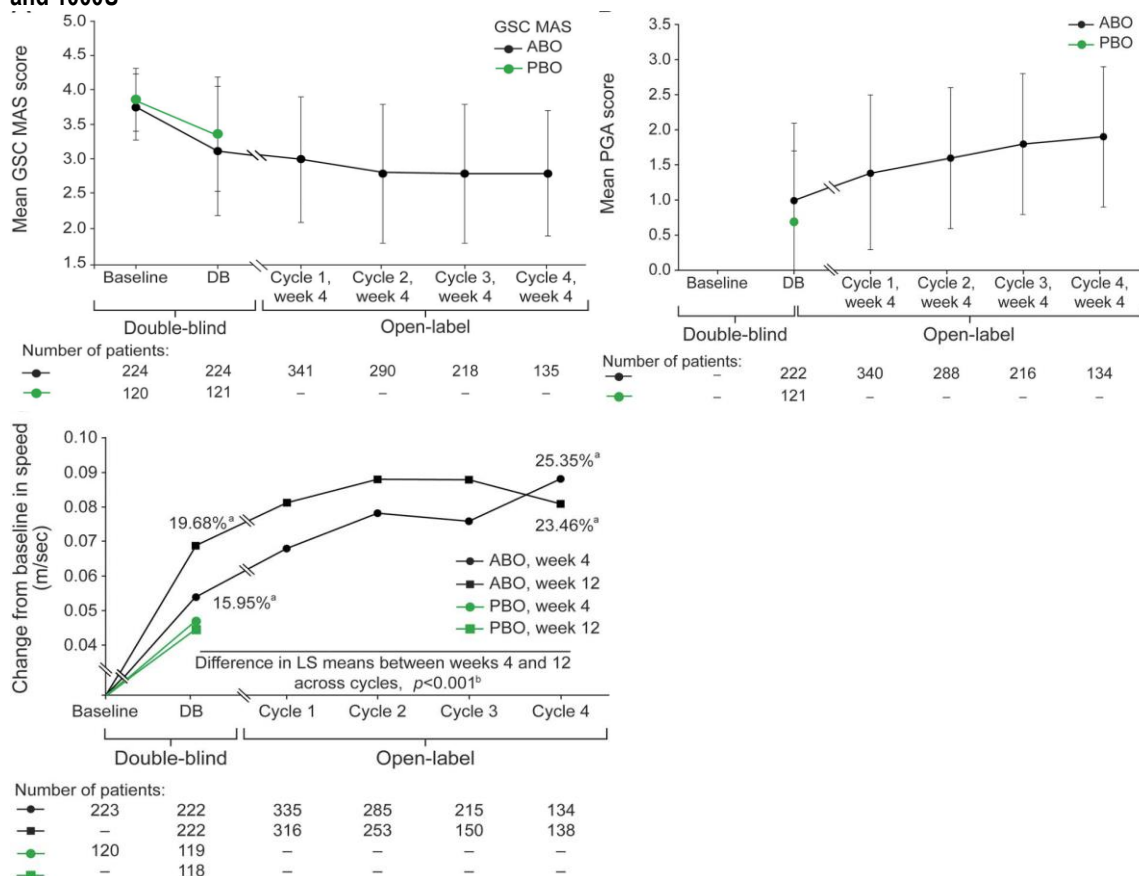 and 1000U
5.0
4.5
4.0
3.5
3.0
2.5
2.0
1.5
Mean GSC MAS score
GSC MAS
ABO
PBO
Baseline DB Cycle 1, week 4 Cycle 2, week 4 Cycle 3, week 4 Cycle 4, week 4
Double-blind Open-label
Number of patients:
224 224 341 290 218 135
120 121 – – – –
3.5
3.0
2.5
2.0
1.5
1.0
0.5
0.0
Mean PGA score
ABO
PBO
Baseline DB Cycle 1, week 4 Cycle 2, week 4 Cycle 3, week 4 Cycle 4, week 4
Double-blind Open-label
Number of patients:
– 222 340 288 216 134
121 – – – –
0.10
0.09
0.08
0.07
0.06
0.05
0.04
Change from baseline in speed
(m/sec)
25.35%ᵃ
19.68%ᵃ
23.46%ᵃ
15.95%ᵃ
ABO, week 4
ABO, week 12
PBO, week 4
PBO, week 12
Difference in LS means between weeks 4 and 12
across cycles, p<0.001ᵇ
Baseline DB Cycle 1 Cycle 2 Cycle 3 Cycle 4
Double-blind Open-label
Number of patients:
223 222 335 285 215 134
– 222 316 253 150 138
120 119 – – – –
– 118 – – – –